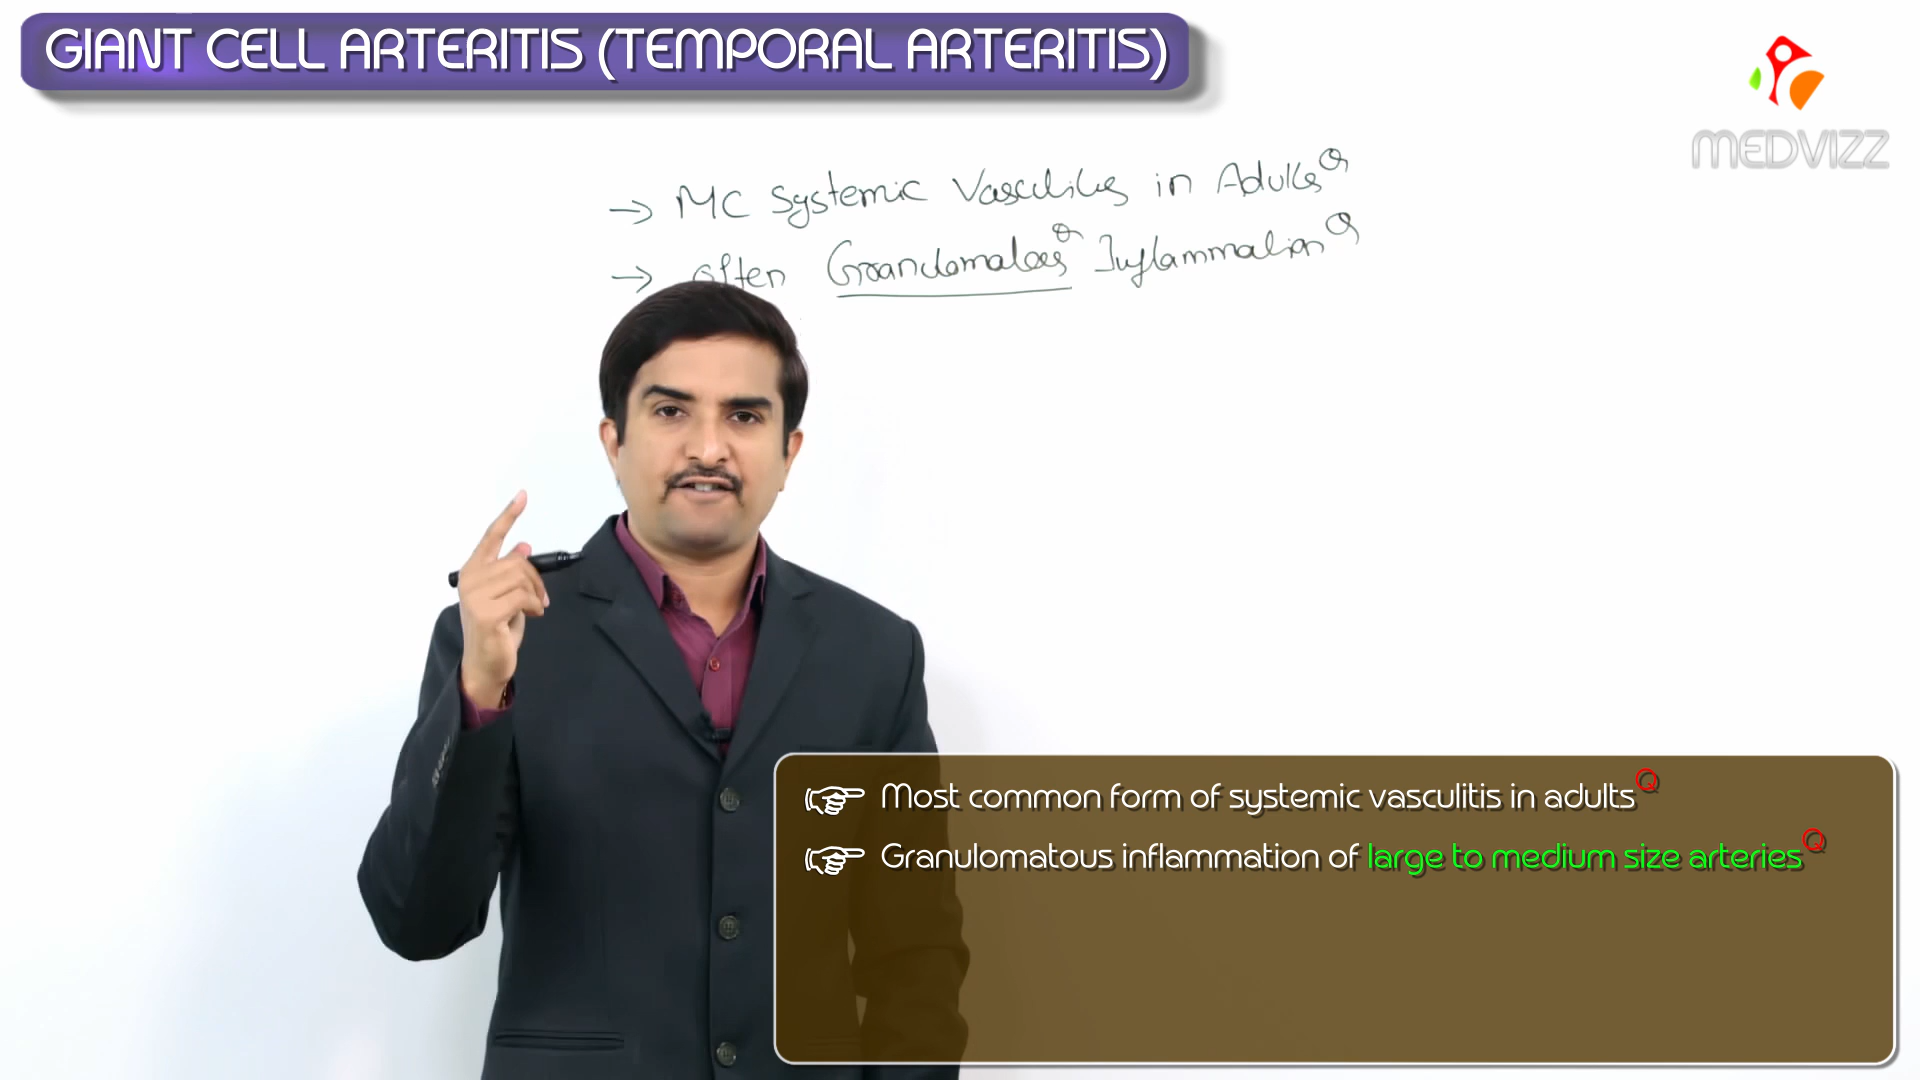 GIANT CELL ARTERITIS (TEMPORAL ARTERITIS)
MEDVIZZ
→ MC Systemic Vasculitis in Adults Q
→ often Granulomatous Q Inflammation Q
Most common form of systemic vasculitis in adults Q
Granulomatous inflammation of large to medium size arteries Q